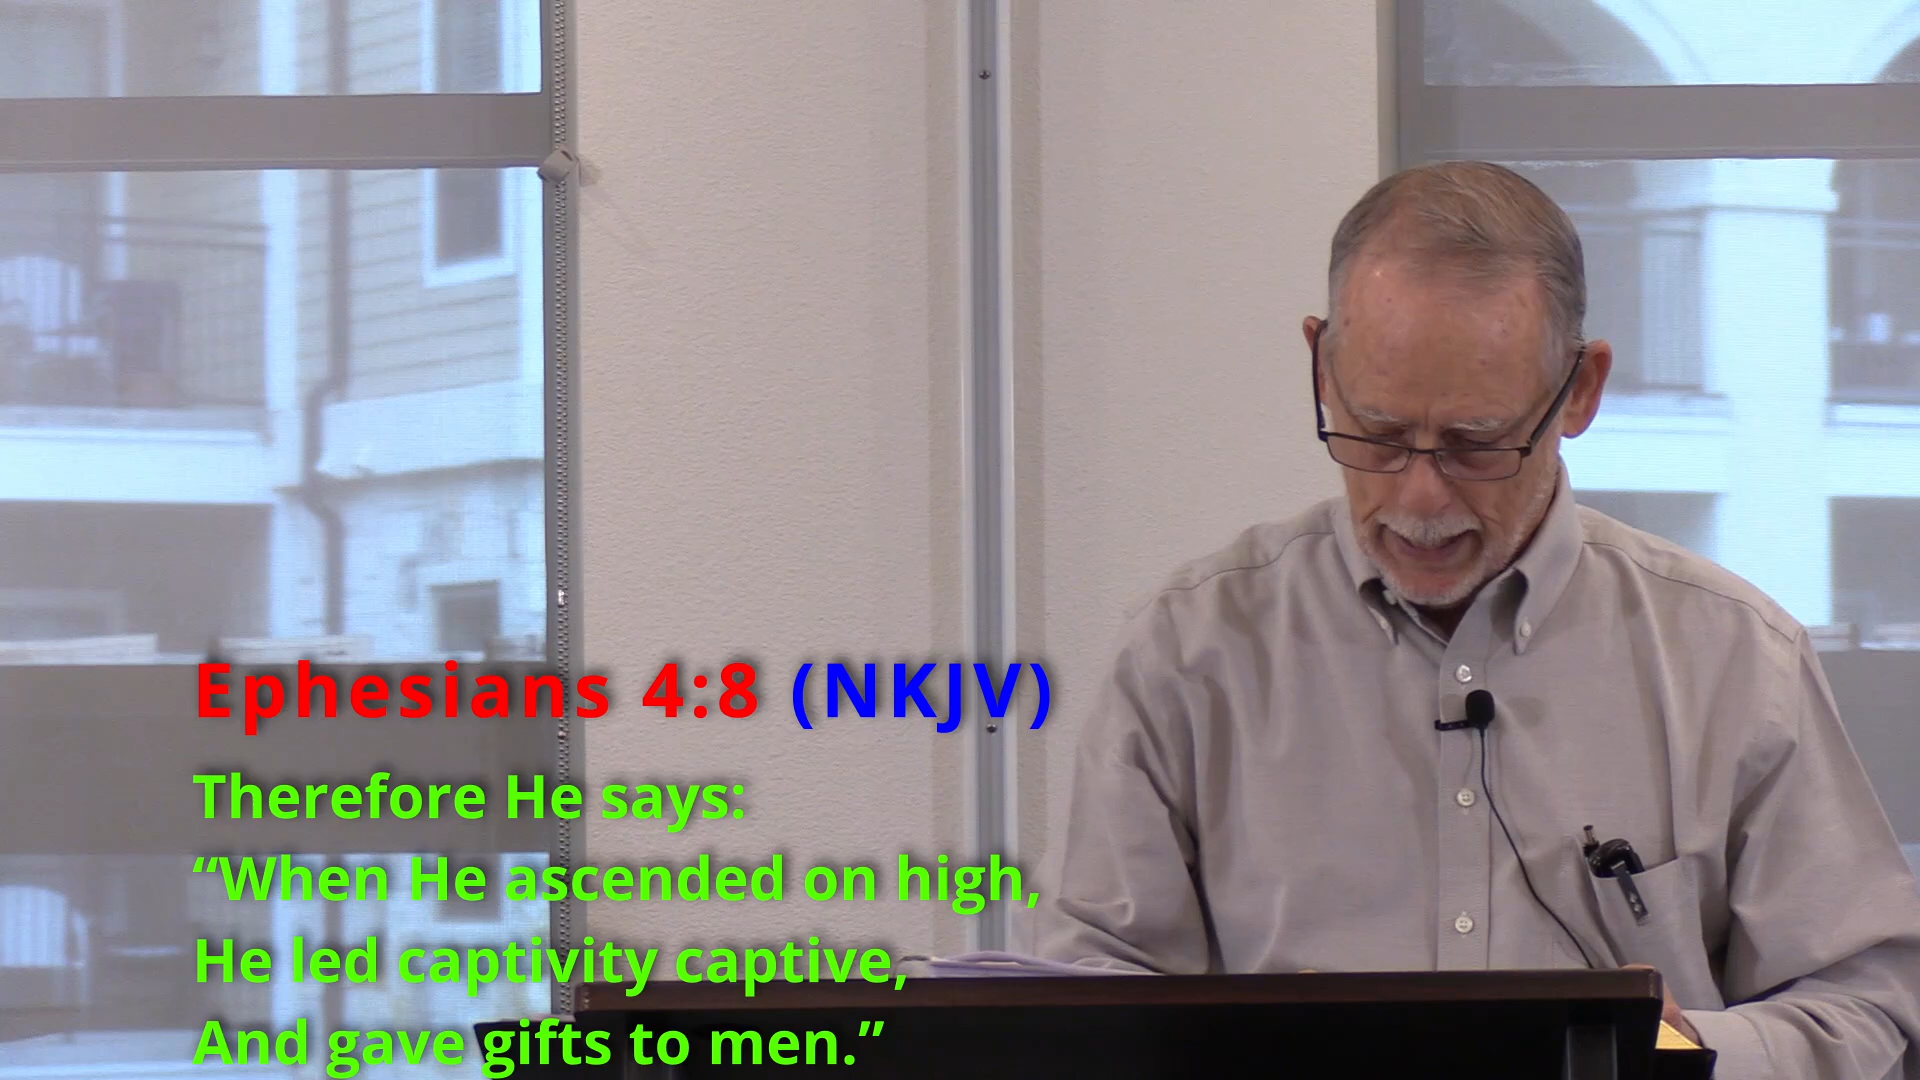 Ephesians 4:8 (NKJV)
Therefore He says:
“When He ascended on high,
He led captivity captive,
And gave gifts to men.”